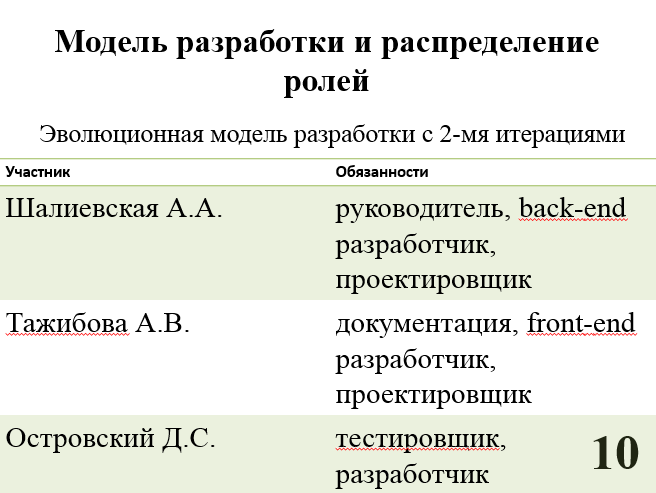 Модель разработки и распределение
ролей
Эволюционная модель разработки с 2-мя итерациями
Участник Обязанности
Шалиевская А.А. руководитель, back-end
разработчик,
проектировщик
Тажибова А.В. документация, front-end
разработчик,
проектировщик
Островский Д.С. тестировщик,
разработчик
10